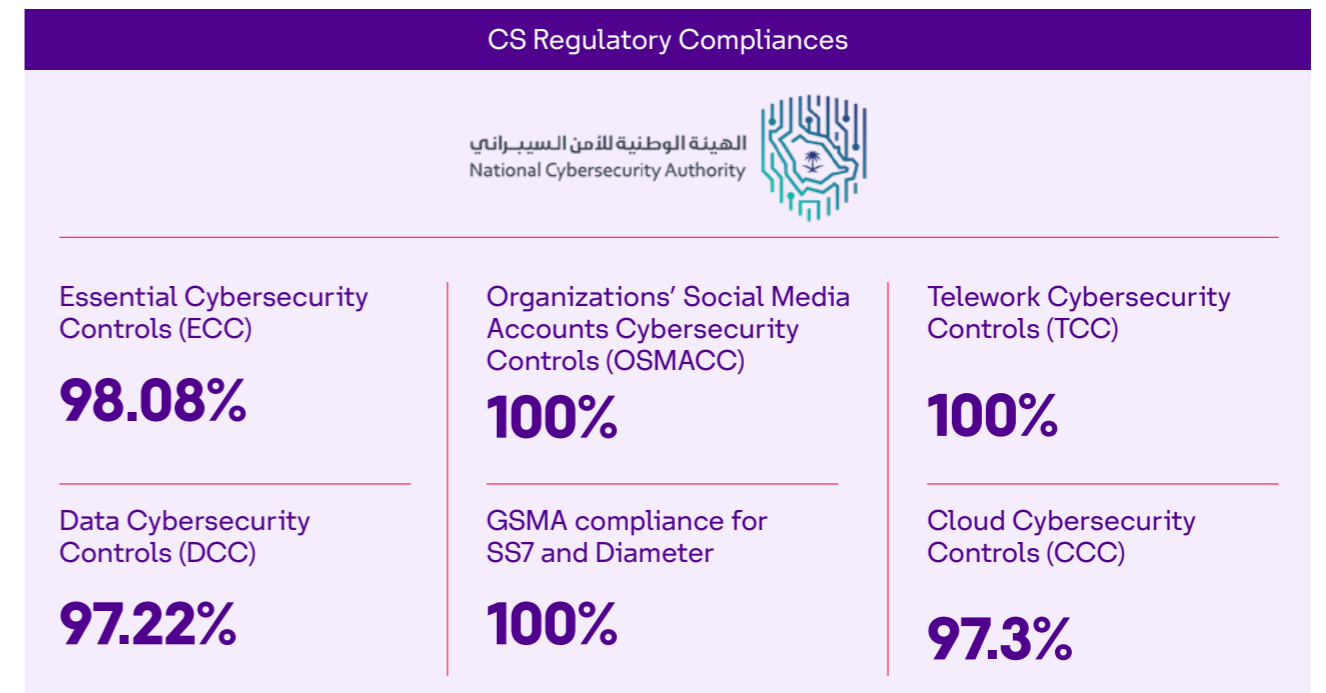 CS Regulatory Compliances
الهيئة الوطنية للأمن السيبراني
National Cybersecurity Authority
Essential Cybersecurity
Controls (ECC)
98.08%
Organizations’ Social Media
Accounts Cybersecurity
Controls (OSMACC)
100%
Telework Cybersecurity
Controls (TCC)
100%
Data Cybersecurity
Controls (DCC)
97.22%
GSMA compliance for
SS7 and Diameter
100%
Cloud Cybersecurity
Controls (CCC)
97.3%